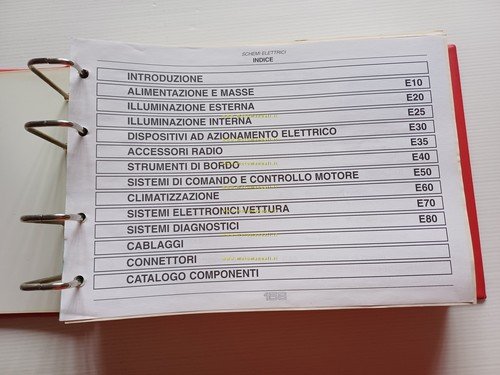 SCHEMI ELETTRICI
INDICE
INTRODUZIONE
ALIMENTAZIONE E MASSE E10
ILLUMINAZIONE ESTERNA E20
ILLUMINAZIONE INTERNA E25
DISPOSITIVI AD AZIONAMENTO ELETTRICO E30
ACCESSORI RADIO E35
STRUMENTI DI BORDO E40
SISTEMI DI COMANDO E CONTROLLO MOTORE E50
CLIMATIZZAZIONE E60
SISTEMI ELETTRONICI VETTURA E70
SISTEMI DIAGNOSTICI E80
CABLAGGI
CONNETTORI
CATALOGO COMPONENTI